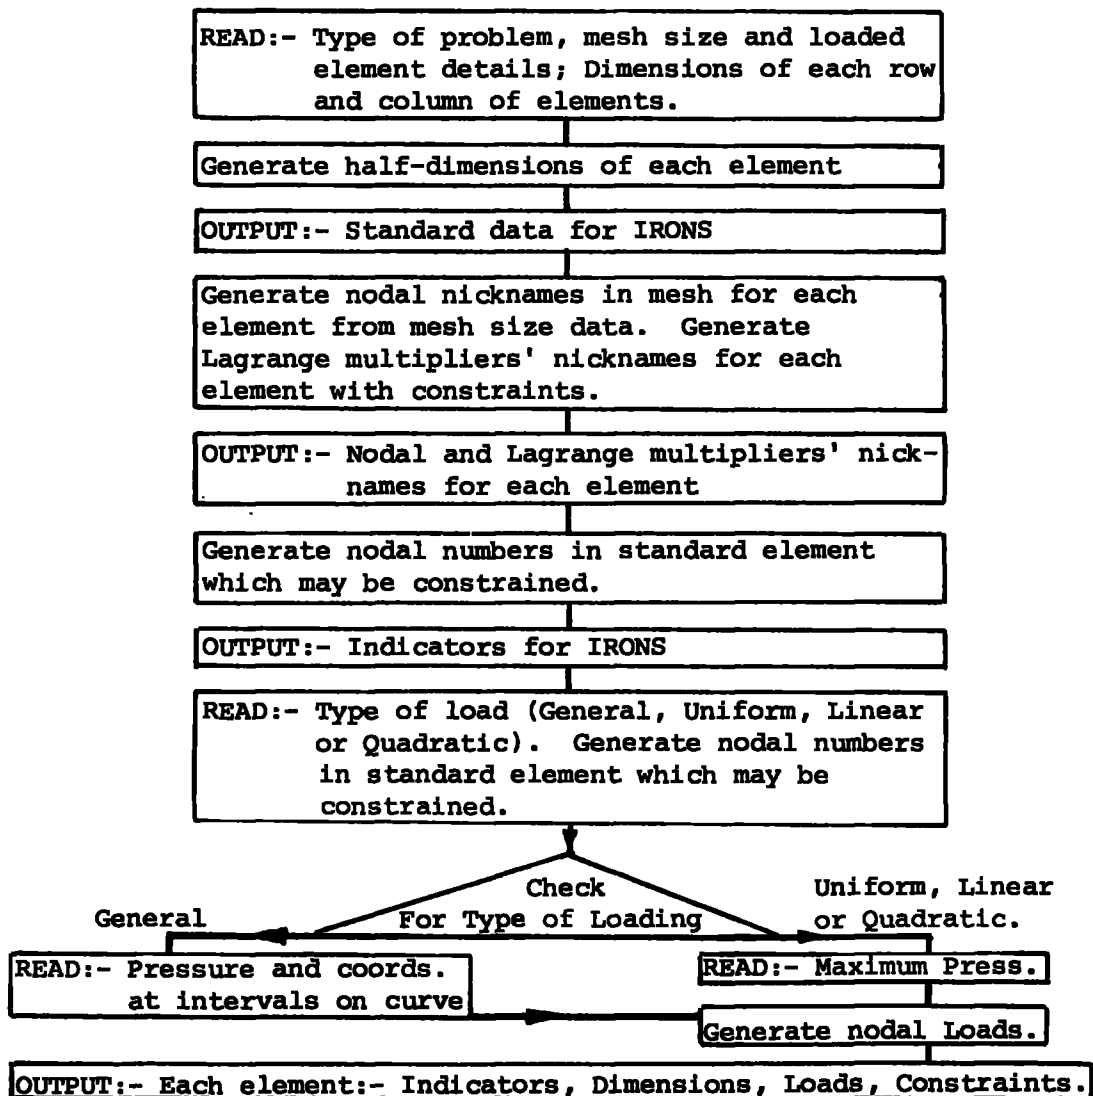 READ:- Type of problem, mesh size and loaded
element details; Dimensions of each row
and column of elements.
Generate half-dimensions of each element
OUTPUT:- Standard data for IRONS
Generate nodal nicknames in mesh for each
element from mesh size data. Generate
Lagrange multipliers' nicknames for each
element with constraints.
OUTPUT:- Nodal and Lagrange multipliers' nick-
names for each element
Generate nodal numbers in standard element
which may be constrained.
OUTPUT:- Indicators for IRONS
READ:- Type of load (General, Uniform, Linear
or Quadratic). Generate nodal numbers
in standard element which may be
constrained.
Check
For Type of Loading
General
Uniform, Linear
or Quadratic.
READ:- Pressure and coords.
at intervals on curve
READ:- Maximum Press.
Generate nodal Loads.
OUTPUT:- Each element:- Indicators, Dimensions, Loads, Constraints.